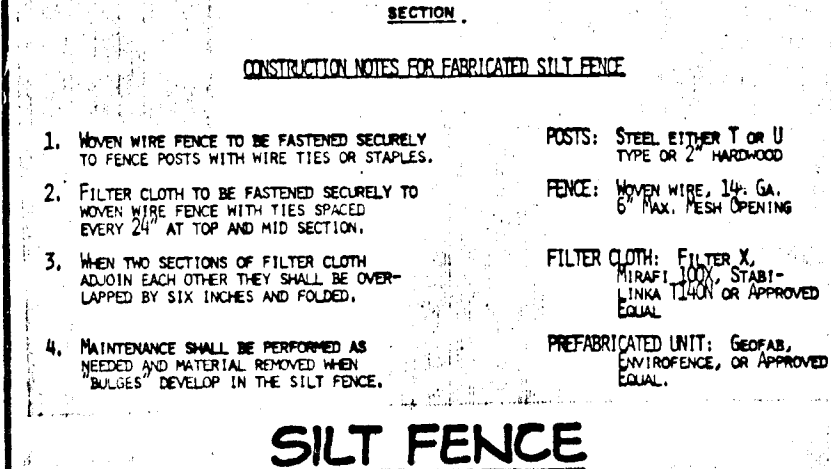 SECTION
CONSTRUCTION NOTES FOR FABRICATED SILT FENCE
1. WOVEN WIRE FENCE TO BE FASTENED SECURELY
TO FENCE POSTS WITH WIRE TIES OR STAPLES.
2. FILTER CLOTH TO BE FASTENED SECURELY TO
WOVEN WIRE FENCE WITH TIES SPACED
EVERY 24" AT TOP AND MID SECTION.
3. WHEN TWO SECTIONS OF FILTER CLOTH
ADJOIN EACH OTHER THEY SHALL BE OVER-
LAPPED BY SIX INCHES AND FOLDED.
4. MAINTENANCE SHALL BE PERFORMED AS
NEEDED AND MATERIAL REMOVED WHEN
"BULGES" DEVELOP IN THE SILT FENCE.
POSTS: STEEL EITHER T OR U
TYPE OR 2" HARDWOOD
FENCE: WOVEN WIRE, 14. GA.
6" MAX. MESH OPENING
FILTER CLOTH: FILTER X,
MIRAFI 100X, STABI-
LINKA T140N OR APPROVED
EQUAL
PREFABRICATED UNIT: GEOFAB,
ENVIROFENCE, OR APPROVED
EQUAL.
SILT FENCE